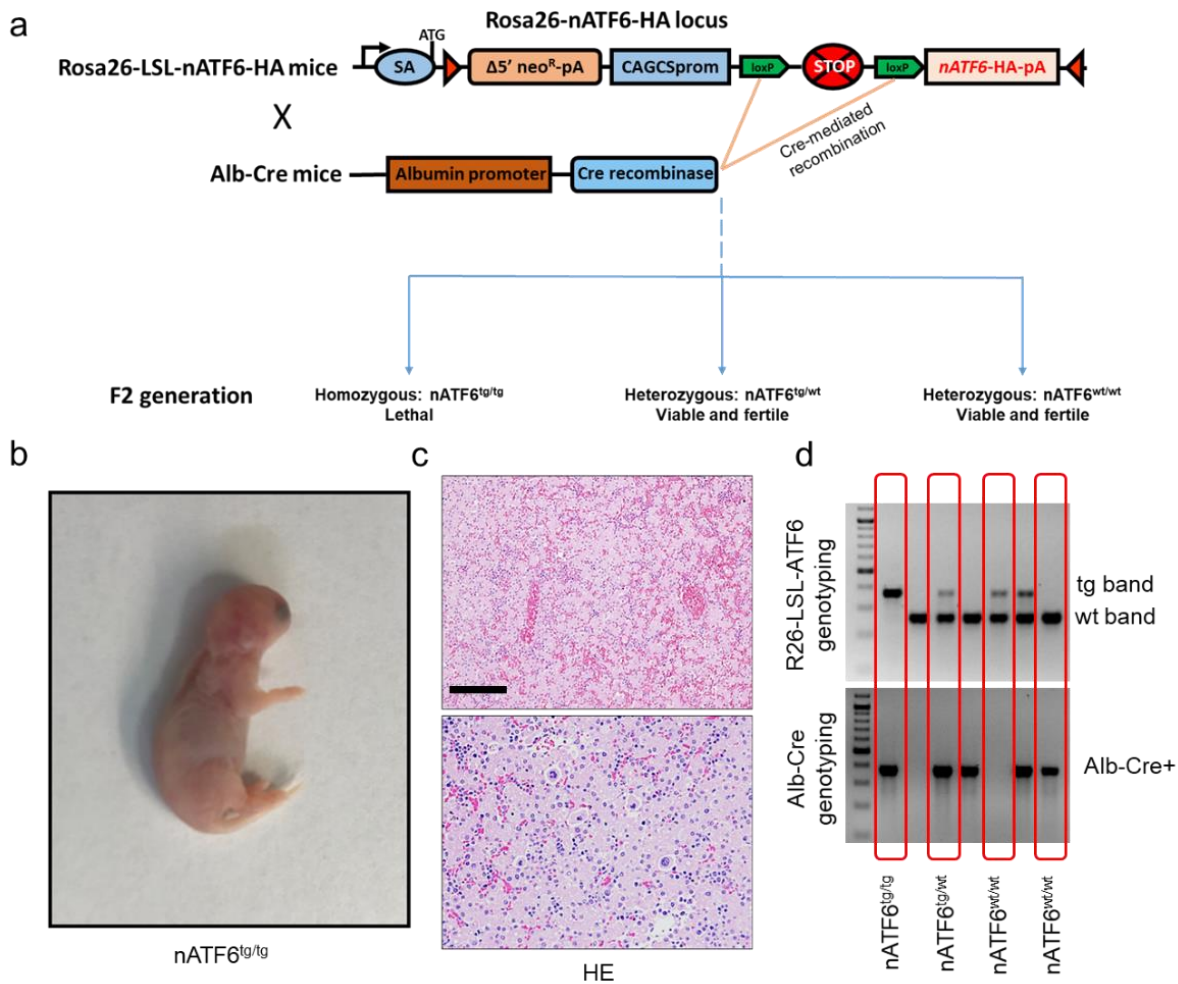 a
Rosa26-nATF6-HA locus
Rosa26-LSL-nATF6-HA mice
ATG
SA
Δ5' neoR-pA
CAGCSprom
loxP
STOP
loxP
nATF6-HA-pA
X
Cre-mediated
recombination
Alb-Cre mice
Albumin promoter
Cre recombinase
F2 generation
Homozygous: nATF6tg/tg
Lethal
Heterozygous: nATF6tg/wt
Viable and fertile
Heterozygous: nATF6wt/wt
Viable and fertile
b
nATF6tg/tg
c
HE
d
R26-LSL-ATF6
genotyping
tg band
wt band
Alb-Cre
genotyping
Alb-Cre+
nATF6tg/tg
nATF6tg/wt
nATF6wt/wt
nATF6wt/wt